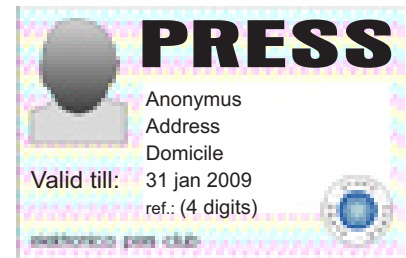 PRESS
Anonymus
Address
Domicile
Valid till: 31 jan 2009
ref.: (4 digits)